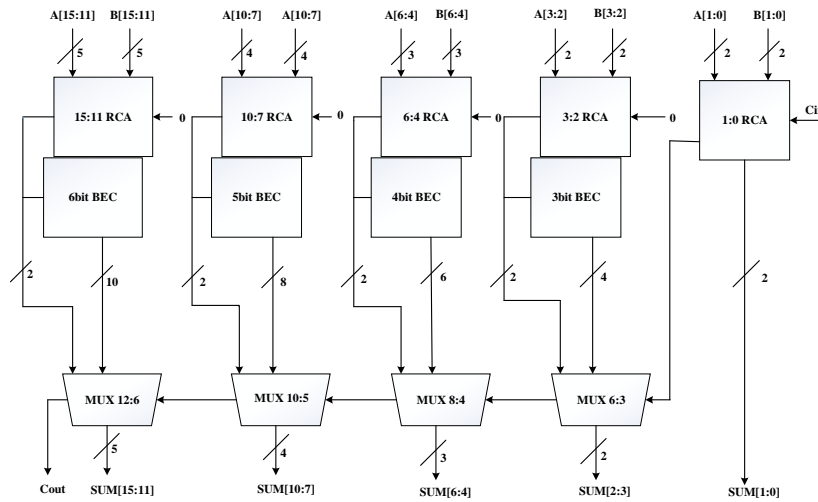 A[15:11] B[15:11] A[10:7] A[10:7] A[6:4] B[6:4] A[3:2] B[3:2] A[1:0] B[1:0]
5 5 4 4 3 3 2 2 2 2
15:11 RCA 0 10:7 RCA 0 6:4 RCA 0 3:2 RCA 0 1:0 RCA Ci
6bit BEC 5bit BEC 4bit BEC 3bit BEC
2 10 2 8 2 6 2 4 2
MUX 12:6 MUX 10:5 MUX 8:4 MUX 6:3
5 4 3 2
Cout SUM[15:11] SUM[10:7] SUM[6:4] SUM[2:3] SUM[1:0]